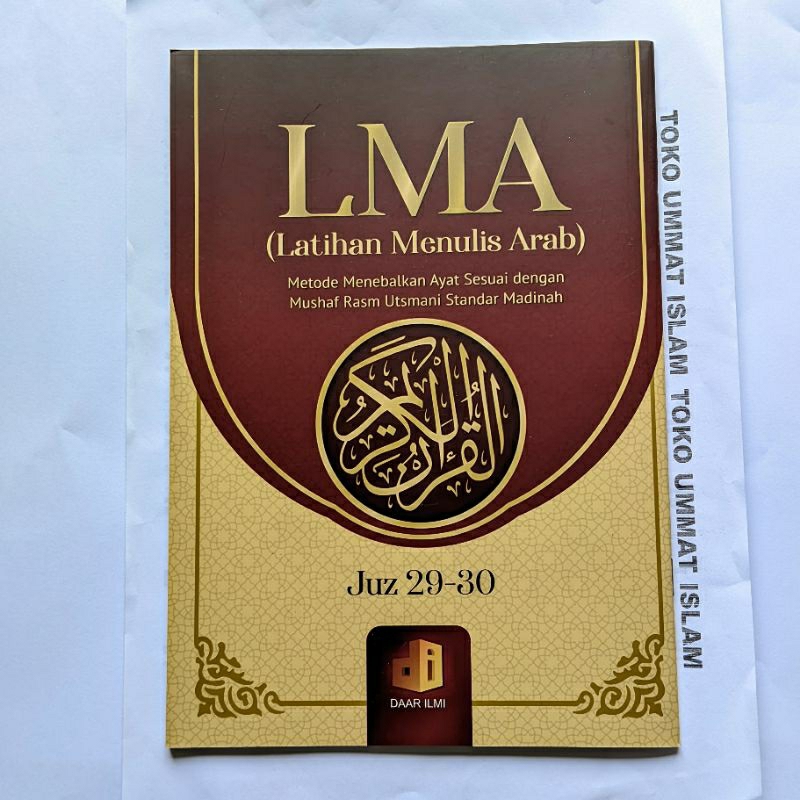 LMA
(Latihan Menulis Arab)
Metode Menebalkan Ayat Sesuai dengan
Mushaf Rasm Utsmani Standar Madinah
القرآن الكريم
Juz 29-30
di
DAAR ILMI
TOKO UMMAT ISLAM TOKO UMMAT ISLAM